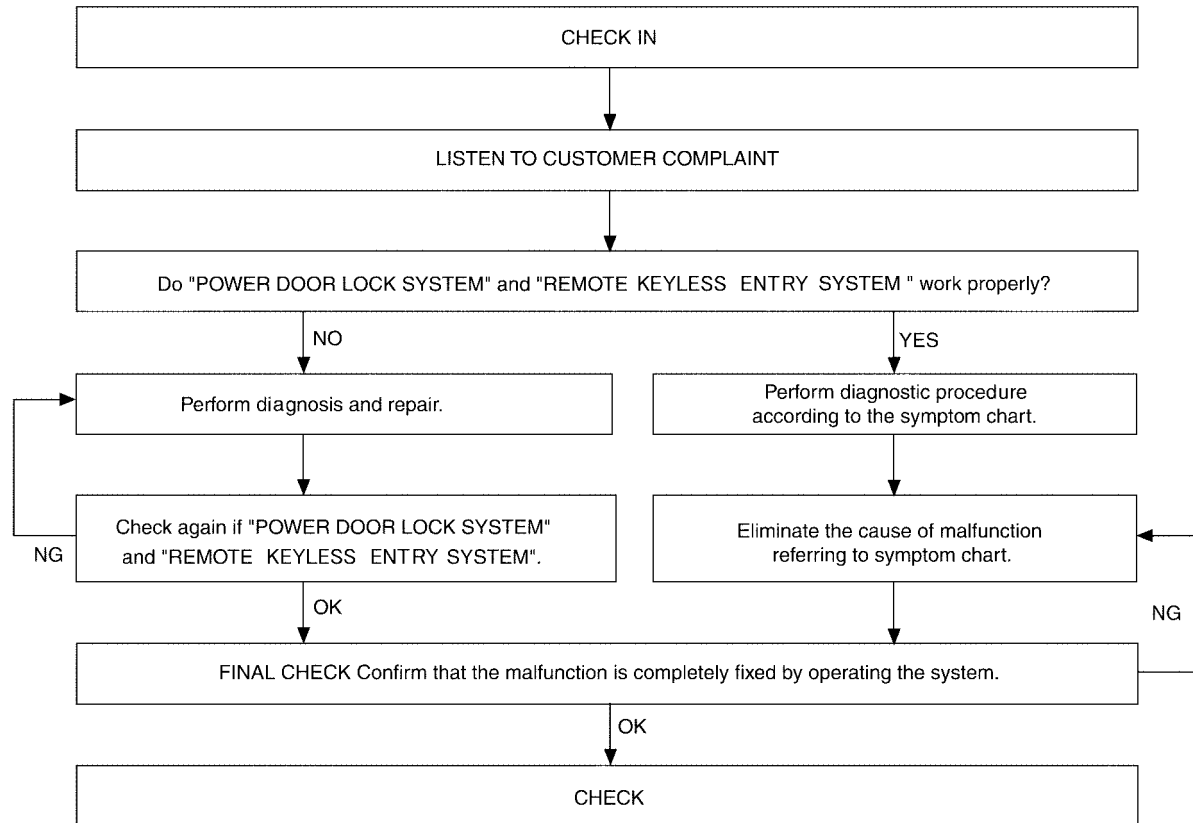 CHECK IN
LISTEN TO CUSTOMER COMPLAINT
Do "POWER DOOR LOCK SYSTEM" and "REMOTE KEYLESS ENTRY SYSTEM " work properly?
NO
YES
Perform diagnosis and repair.
Perform diagnostic procedure
according to the symptom chart.
Check again if "POWER DOOR LOCK SYSTEM"
and "REMOTE KEYLESS ENTRY SYSTEM".
NG
Eliminate the cause of malfunction
referring to symptom chart.
OK
NG
FINAL CHECK Confirm that the malfunction is completely fixed by operating the system.
OK
CHECK